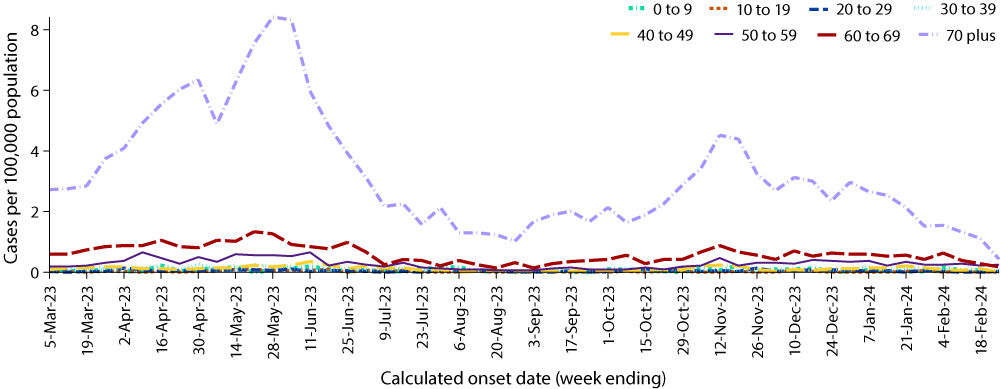 0 to 9 10 to 19 20 to 29 30 to 39
40 to 49 50 to 59 60 to 69 70 plus
Cases per 100,000 population
8
6
4
2
0
5-Mar-23
19-Mar-23
2-Apr-23
16-Apr-23
30-Apr-23
14-May-23
28-May-23
11-Jun-23
25-Jun-23
9-Jul-23
23-Jul-23
6-Aug-23
20-Aug-23
3-Sep-23
17-Sep-23
1-Oct-23
15-Oct-23
29-Oct-23
12-Nov-23
26-Nov-23
10-Dec-23
24-Dec-23
7-Jan-24
21-Jan-24
4-Feb-24
18-Feb-24
Calculated onset date (week ending)